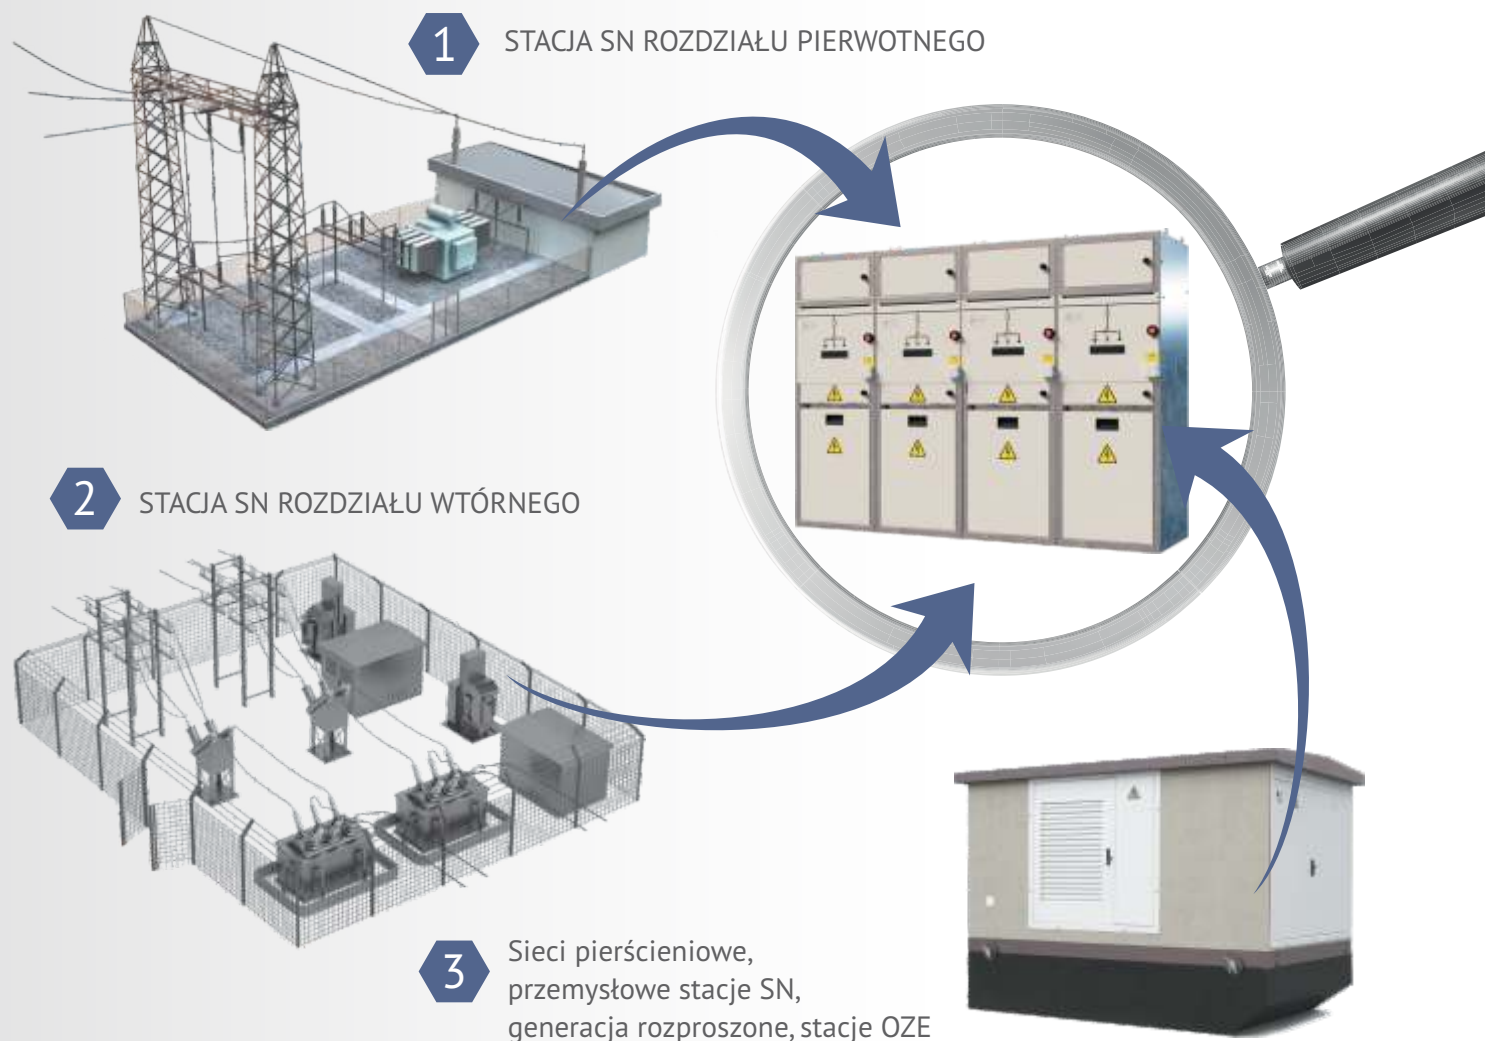 1
STACJA SN ROZDZIAŁU PIERWOTNEGO
2
STACJA SN ROZDZIAŁU WTÓRNEGO
3
Sieci pierścieniowe,
przemysłowe stacje SN,
generacja rozproszone, stacje OZE